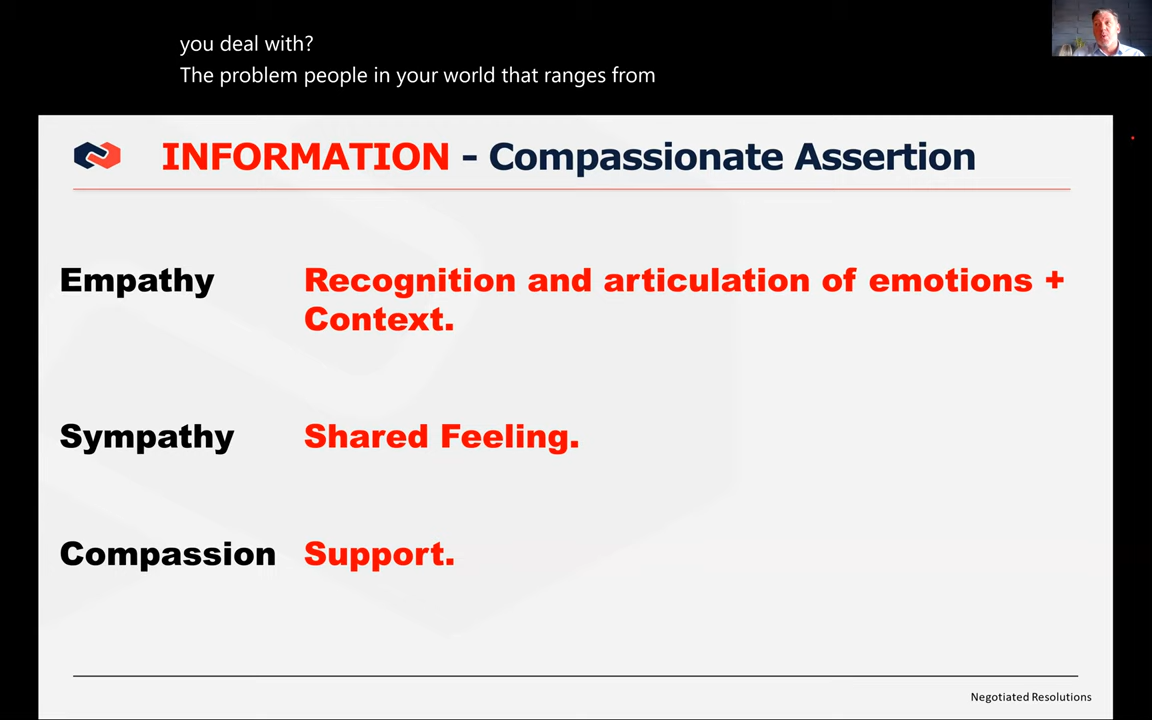 you deal with?
The problem people in your world that ranges from
INFORMATION - Compassionate Assertion
Empathy Recognition and articulation of emotions +
Context.
Sympathy Shared Feeling.
Compassion Support.
Negotiated Resolutions